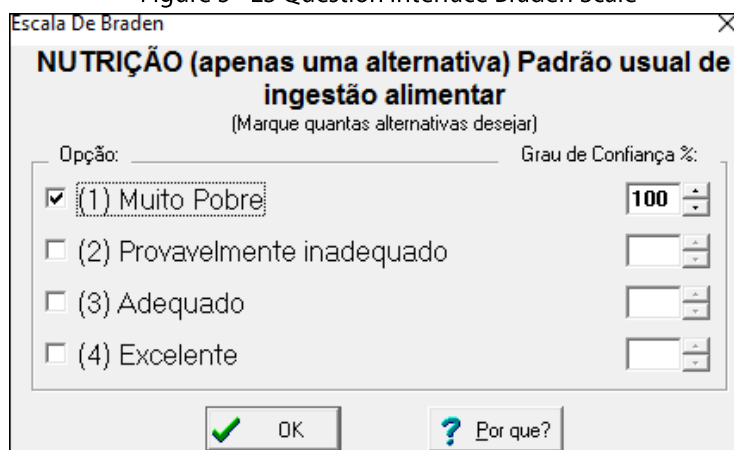 Escala De Braden
NUTRIÇÃO (apenas uma alternativa) Padrão usual de
ingestão alimentar
(Marque quantas alternativas desejar)
Opção: Grau de Confiança %:
(1) Muito Pobre 100
(2) Provavelmente inadequado
(3) Adequado
(4) Excelente
OK ? Por que?